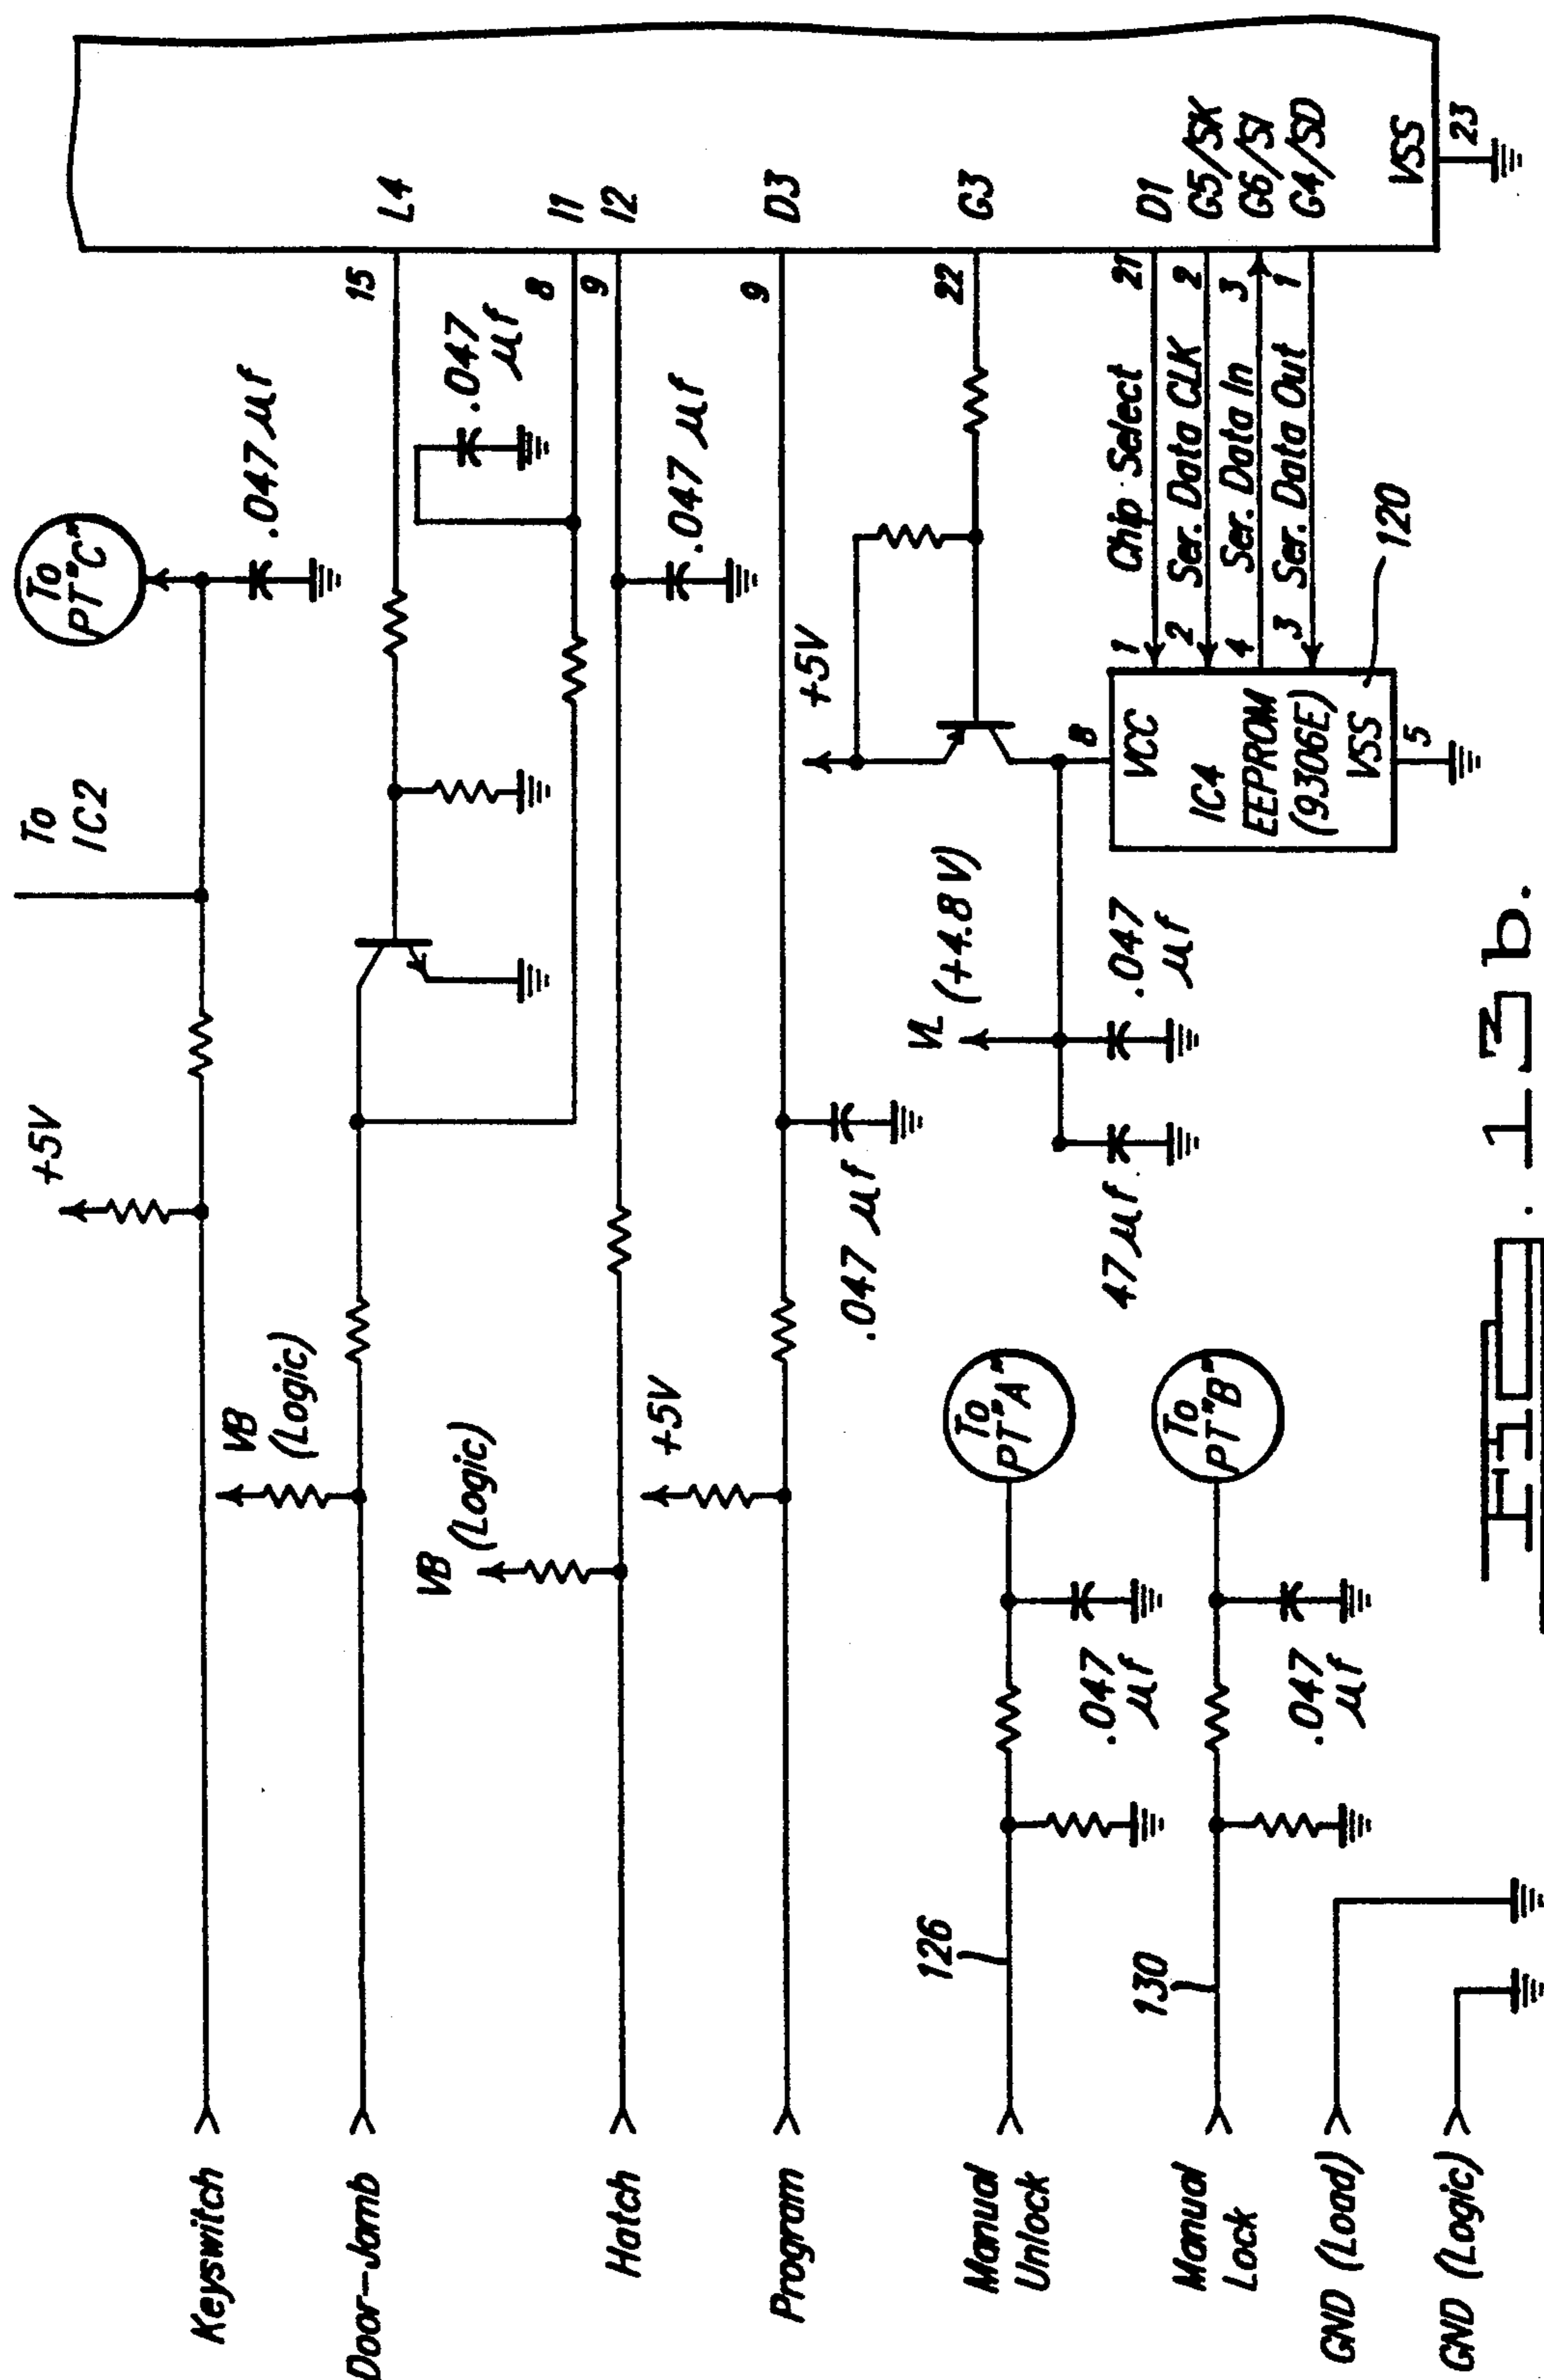 Keyswitch
+5V
To
IC2
To
PT"C"
.047 µf
Door-Jamb
VB
(Logic)
15
L4
.047
µf
8
I1
Hatch
VB
(Logic)
.047 µf
9
I2
Program
+5V
.047 µf
9
D3
Manual
Unlock
126
.047
µf
To
PT"A"
+5V
22
G3
VL (+4.8V)
47µf
.047
µf
8
VCC
IC4
EEPROM
(9306E)
VSS
5
120
1
Chip Select
21
D1
2
Ser. Data CLK
2
G5/SK
4
Ser. Data In
3
G6/SI
3
Ser. Data Out
1
G4/SD
VSS
23
Manual
Lock
130
.047
µf
To
PT"B"
GND (Load)
GND (Logic)
Fig. 13b.